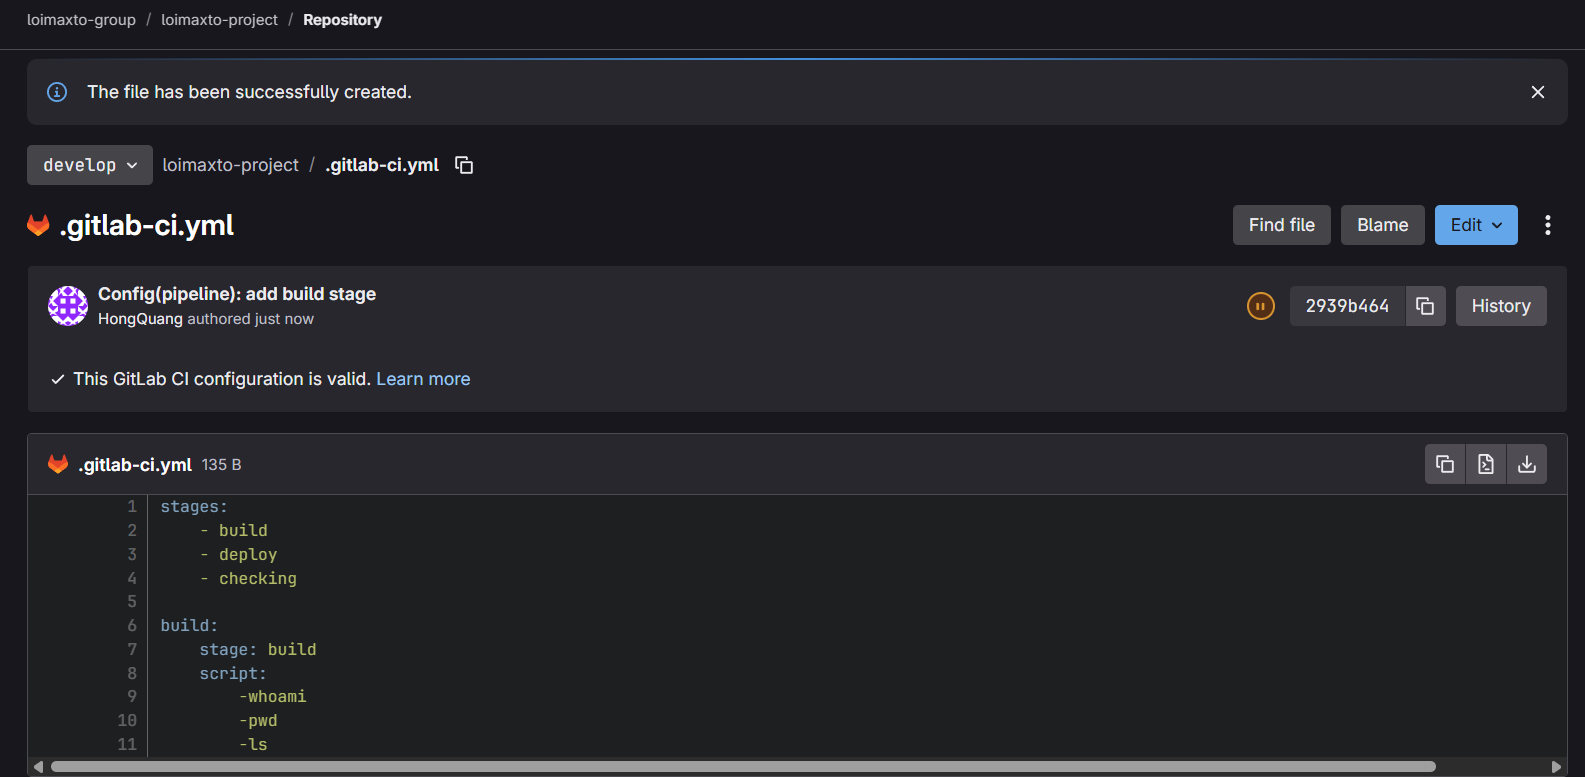 loimaxto-group / loimaxto-project / Repository
The file has been successfully created.
develop loimaxto-project / .gitlab-ci.yml
.gitlab-ci.yml Find file Blame Edit
Config(pipeline): add build stage
HongQuang authored just now
2939b464 History
This GitLab CI configuration is valid. Learn more
.gitlab-ci.yml 135 B
1 stages:
2     - build
3     - deploy
4     - checking
5
6 build:
7     stage: build
8     script:
9         -whoami
10         -pwd
11         -ls